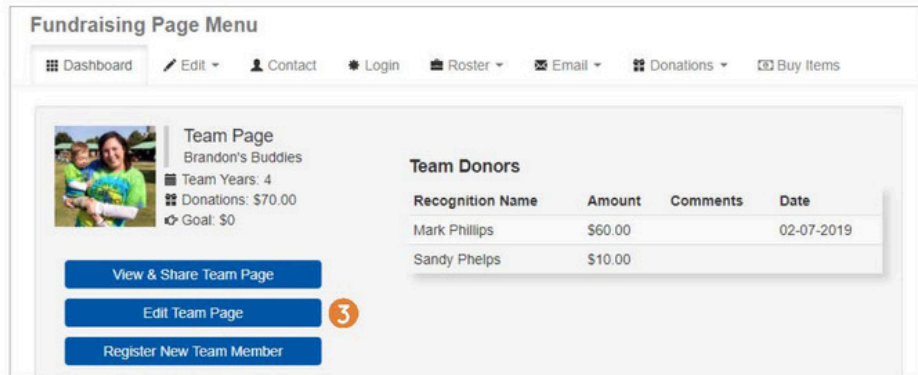 Fundraising Page Menu
Dashboard Edit Contact Login Roster Email Donations Buy Items
Team Page
Brandon's Buddies
Team Years: 4
Donations: $70.00
Goal: $0
View & Share Team Page
Edit Team Page 3
Register New Team Member
Team Donors
Recognition Name Amount Comments Date
Mark Phillips $60.00 02-07-2019
Sandy Phelps $10.00